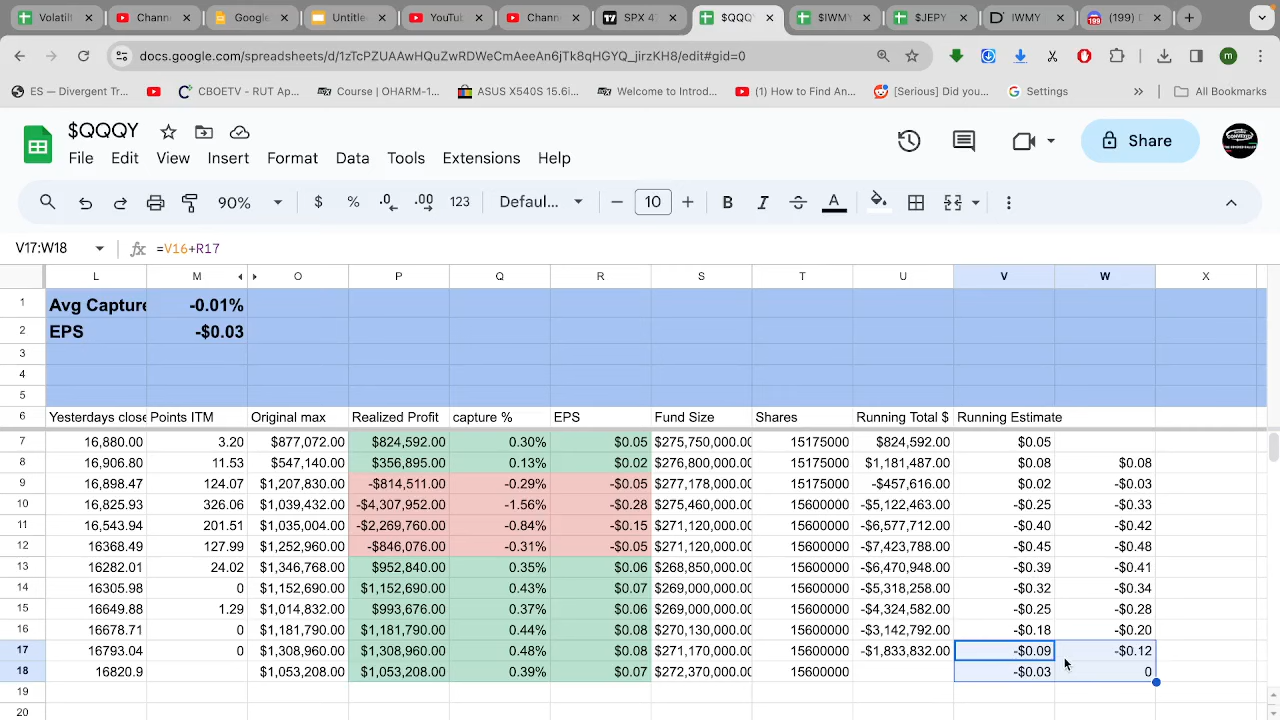 Volatili
Chann
Google
Untitle
YouTu
Chann
SPX 4
$QQQ
$IWMY
$JEPY
IWMY
(199)
docs.google.com/spreadsheets/d/1zTcPZUAAwHQuZwRDWeCmAeeAn6jTk8qHGYQ_jirzKH8/edit#gid=0
m
ES — Divergent Tr...
CBOETV - RUT Ap...
Course | OHARM-1...
ASUS X540S 15.6i...
Welcome to Introd...
(1) How to Find An...
[Serious] Did you...
Settings
»
All Bookmarks
$QQQY
File Edit View Insert Format Data Tools Extensions Help
Share
90% $ % .0 .00 123 Defaul... − 10 + B I A
V17:W18 fx =V16+R17
L M O P Q R S T U V W X
1 Avg Capture -0.01%
2 EPS -$0.03
3
4
5
6 Yesterdays close Points ITM Original max Realized Profit capture % EPS Fund Size Shares Running Total $ Running Estimate
7 16,880.00 3.20 $877,072.00 $824,592.00 0.30% $0.05 $275,750,000.00 15175000 $824,592.00 $0.05
8 16,906.80 11.53 $547,140.00 $356,895.00 0.13% $0.02 $276,800,000.00 15175000 $1,181,487.00 $0.08 $0.08
9 16,898.47 124.07 $1,207,830.00 -$814,511.00 -0.29% -$0.05 $277,178,000.00 15175000 -$457,616.00 $0.02 -$0.03
10 16,825.93 326.06 $1,039,432.00 -$4,307,952.00 -1.56% -$0.28 $275,460,000.00 15600000 -$5,122,463.00 -$0.25 -$0.33
11 16,543.94 201.51 $1,035,004.00 -$2,269,760.00 -0.84% -$0.15 $271,120,000.00 15600000 -$6,577,712.00 -$0.40 -$0.42
12 16368.49 127.99 $1,252,960.00 -$846,076.00 -0.31% -$0.05 $271,120,000.00 15600000 -$7,423,788.00 -$0.45 -$0.48
13 16282.01 24.02 $1,346,768.00 $952,840.00 0.35% $0.06 $268,850,000.00 15600000 -$6,470,948.00 -$0.39 -$0.41
14 16305.98 0 $1,152,690.00 $1,152,690.00 0.43% $0.08 $269,000,000.00 15600000 -$5,318,258.00 -$0.32 -$0.34
15 16649.88 1.29 $1,014,832.00 $993,676.00 0.37% $0.06 $269,000,000.00 15600000 -$4,324,582.00 -$0.25 -$0.28
16 16678.71 0 $1,181,790.00 $1,181,790.00 0.44% $0.08 $270,130,000.00 15600000 -$3,142,792.00 -$0.18 -$0.20
17 16793.04 0 $1,308,960.00 $1,308,960.00 0.48% $0.08 $271,170,000.00 15600000 -$1,833,832.00 -$0.09 -$0.12
18 16820.9 $1,053,208.00 $1,053,208.00 0.39% $0.07 $272,370,000.00 15600000 -$0.03 0
19
20